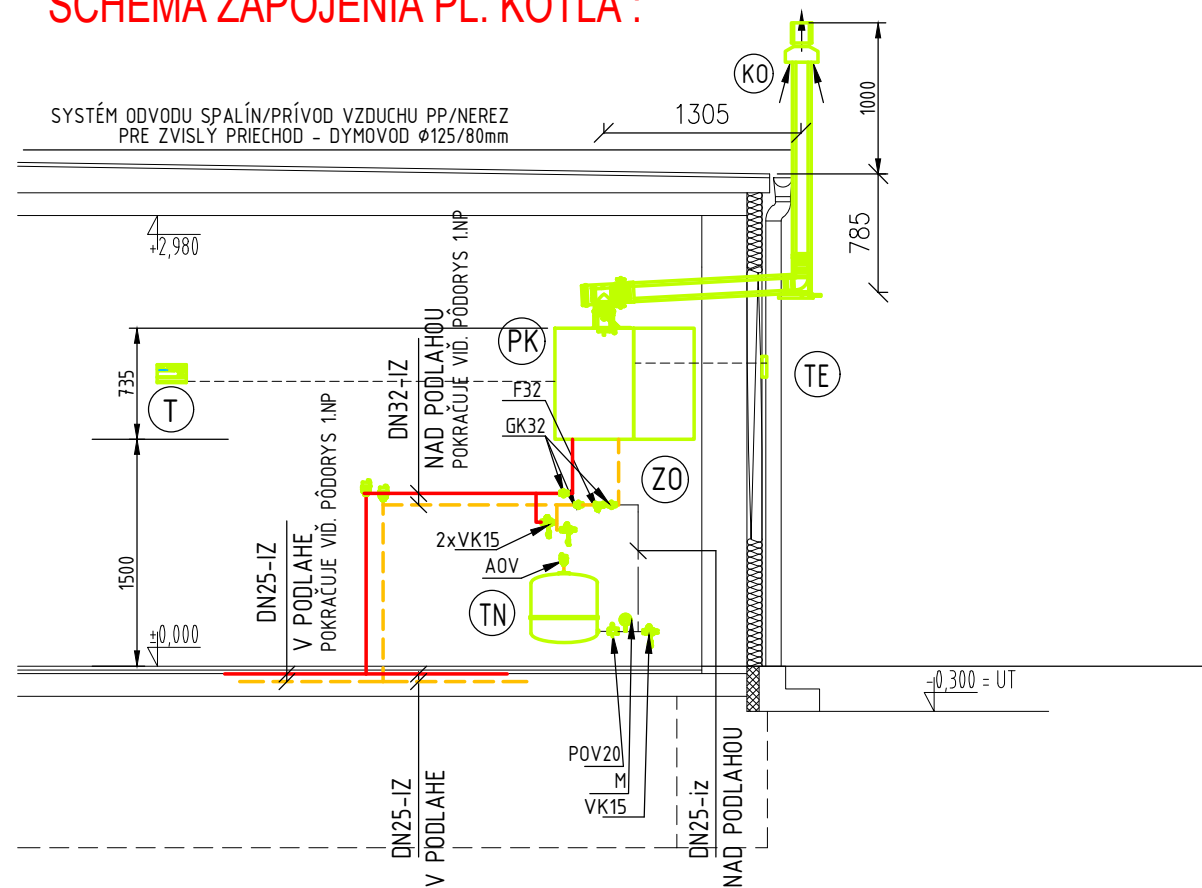 SCHÉMA ZAPOJENIA PL. KOTLA :
SYSTÉM ODVODU SPALÍN/PRÍVOD VZDUCHU PP/NEREZ
PRE ZVISLÝ PRIECHOD - DYMOVOD Φ125/80mm
KO
1305
1000
785
+2,980
735
T
PK
TE
F32
GK32
DN32-IZ
NAD PODLAHOU
POKRAČUJE VIĎ. PÔDORYS 1.NP
ZO
2xVK15
AOV
TN
1500
DN25-IZ
V PODLAHE
POKRAČUJE VIĎ. PÔDORYS 1.NP
±0,000
-0,300 = UT
POV20
M
VK15
DN25-IZ
V PODLAHE
DN25-iz
NAD PODLAHOU